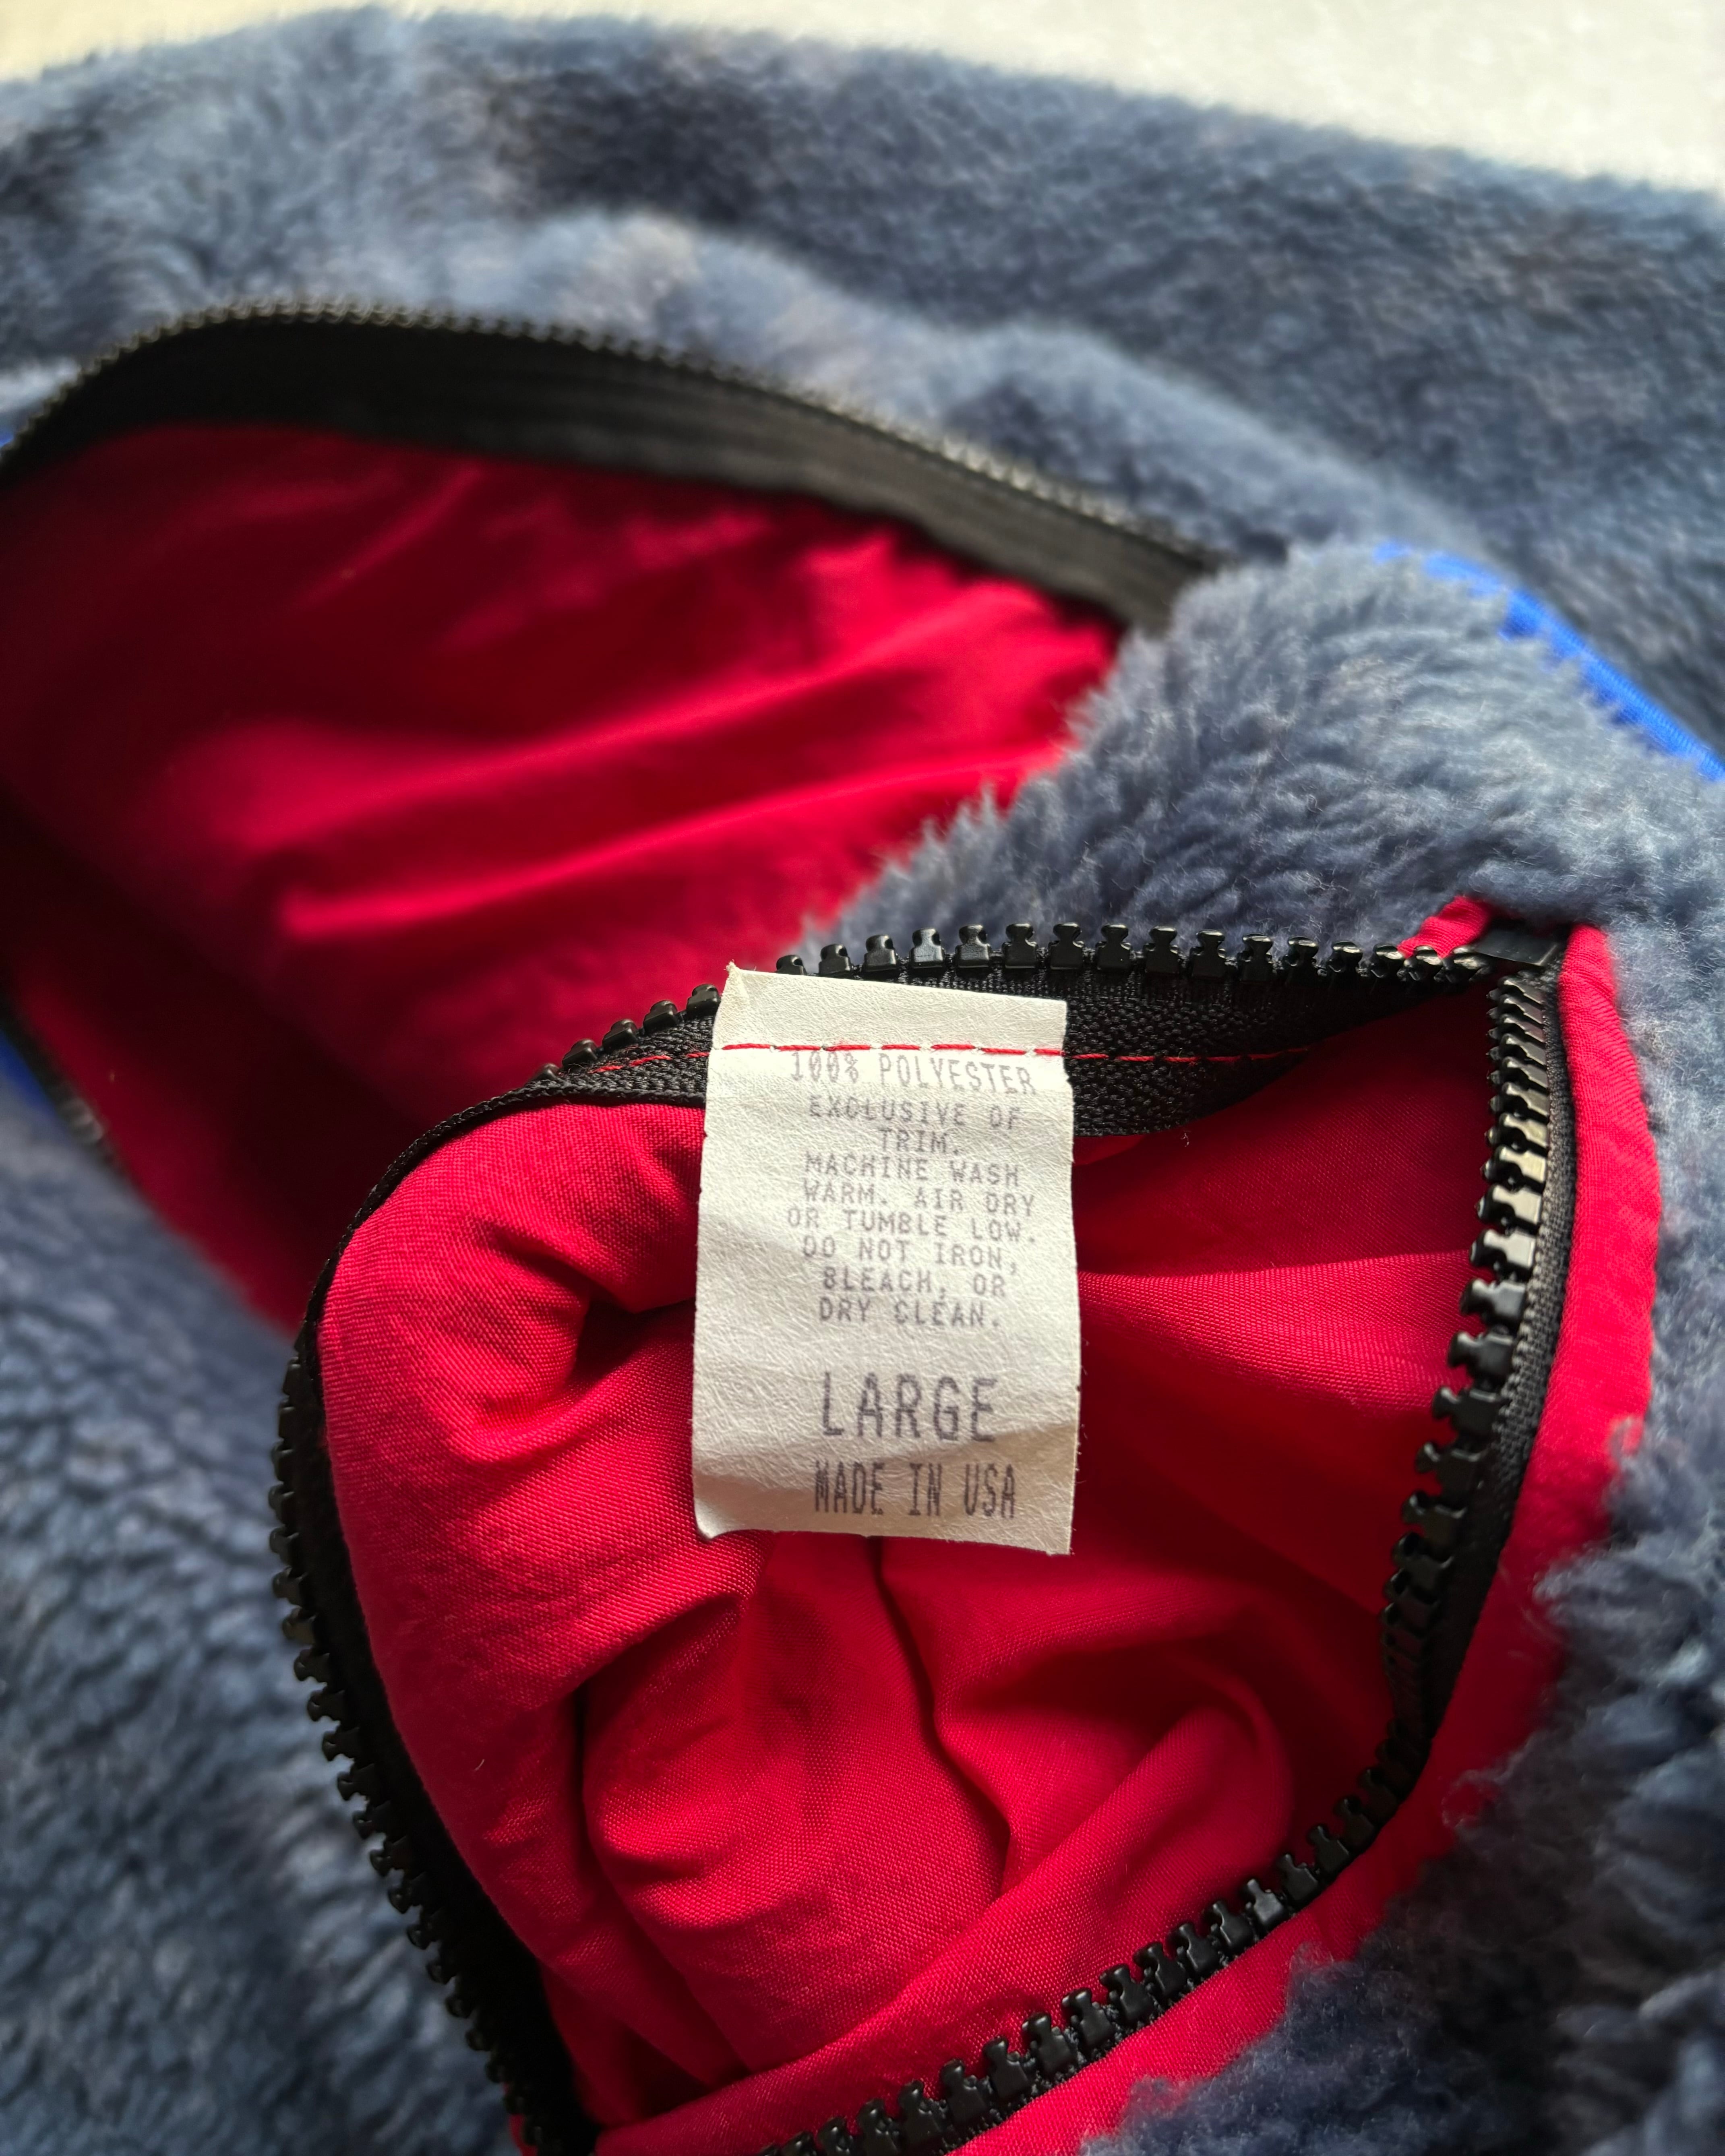 100% POLYESTER
EXCLUSIVE OF
TRIM.
MACHINE WASH
WARM. AIR DRY
OR TUMBLE LOW.
DO NOT IRON,
BLEACH, OR
DRY CLEAN.
LARGE
MADE IN USA